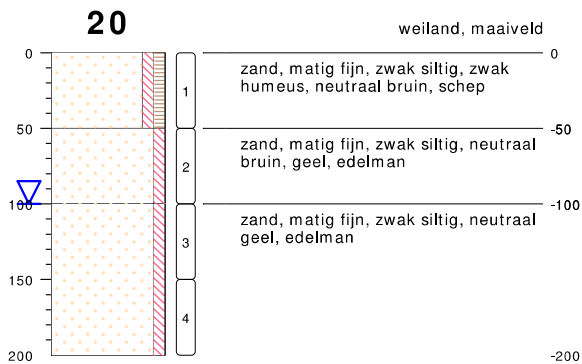 20
weiland, maaiveld
0
0
zand, matig fijn, zwak siltig, zwak
humeus, neutraal bruin, schep
1
50
-50
zand, matig fijn, zwak siltig, neutraal
bruin, geel, edelman
2
100
-100
zand, matig fijn, zwak siltig, neutraal
geel, edelman
3
150
4
200
-200